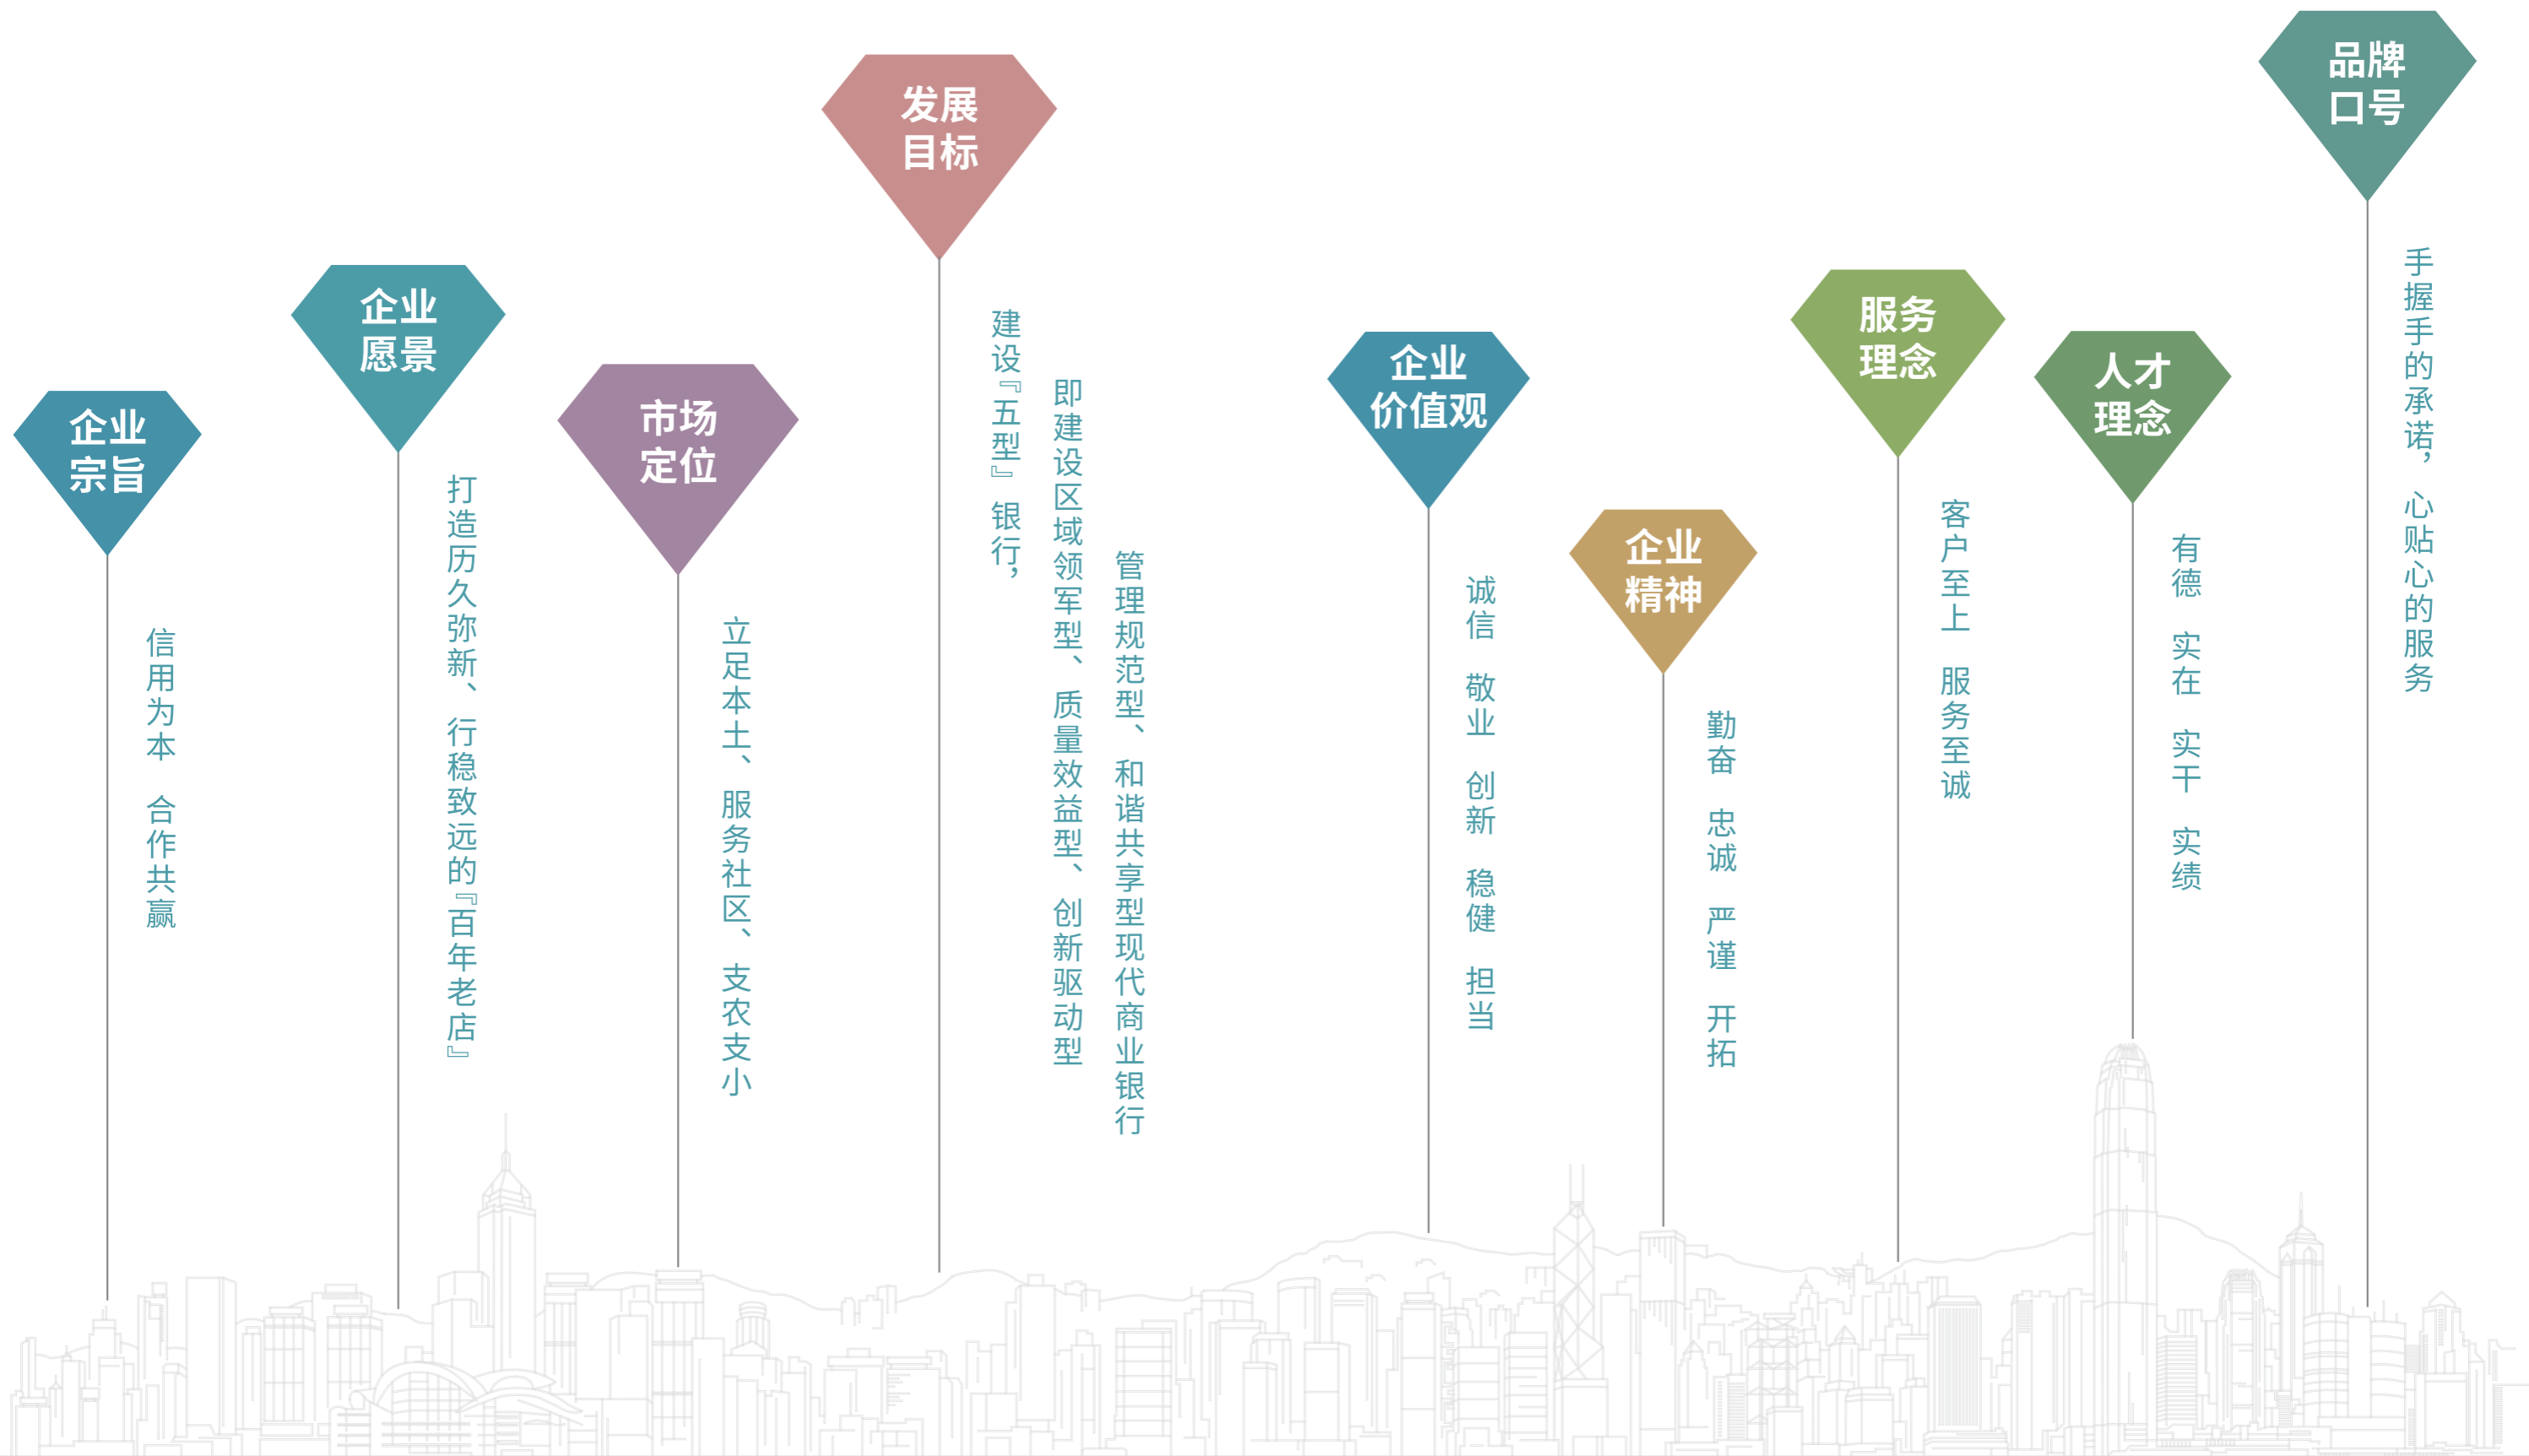 企业
宗旨
信用为本 合作共赢
企业
愿景
打造历久弥新、行稳致远的『百年老店』
市场
定位
立足本土、服务社区、支农支小
发展
目标
建设『五型』银行，
即建设区域领军型、质量效益型、创新驱动型
管理规范型、和谐共享型现代商业银行
企业
价值观
诚信 敬业 创新 稳健 担当
企业
精神
勤奋 忠诚 严谨 开拓
服务
理念
客户至上 服务至诚
人才
理念
有德 实在 实干 实绩
品牌
口号
手握手的承诺，心贴心的服务